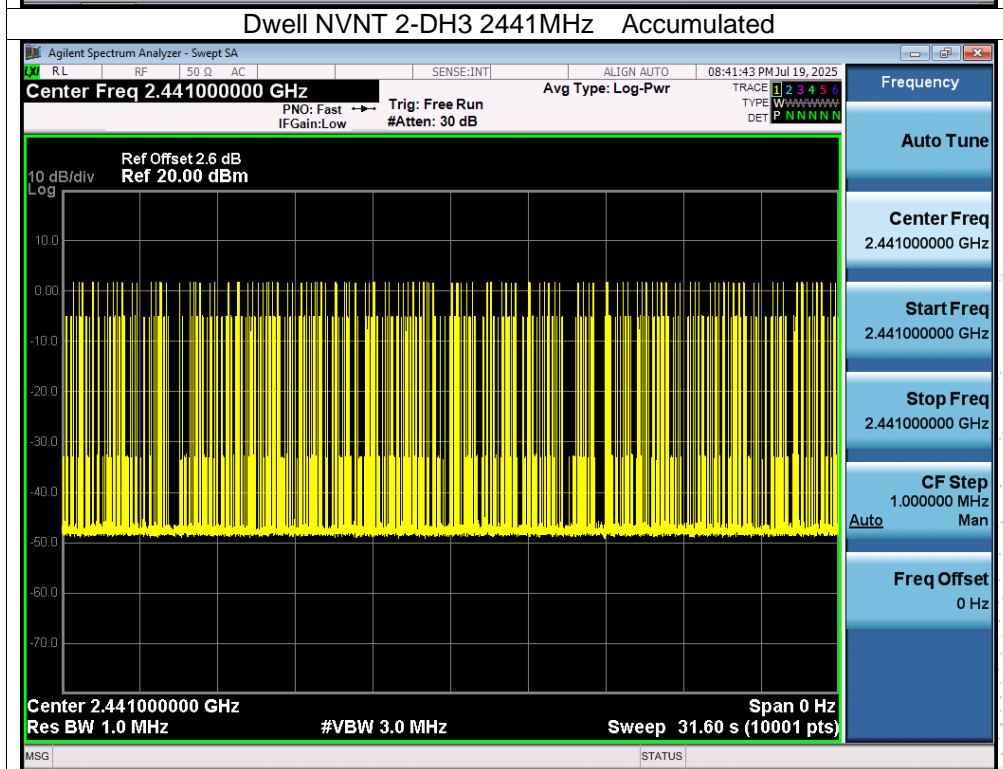 Dwell NVNT 2-DH3 2441MHz Accumulated
Agilent Spectrum Analyzer - Swept SA
LXI RL RF 50 Ω AC SENSE:INT ALIGN AUTO 08:41:43 PM Jul 19, 2025
Center Freq 2.441000000 GHz
PNO: Fast
IFGain:Low
Trig: Free Run
#Atten: 30 dB
Avg Type: Log-Pwr
TRACE 1 2 3 4 5 6
TYPE WWWWWWW
DET P N N N N N
Frequency
Auto Tune
Center Freq
2.441000000 GHz
Start Freq
2.441000000 GHz
Stop Freq
2.441000000 GHz
CF Step
1.000000 MHz
Auto Man
Freq Offset
0 Hz
Ref Offset 2.6 dB
10 dB/div Ref 20.00 dBm
Log
10.0
0.00
-10.0
-20.0
-30.0
-40.0
-50.0
-60.0
-70.0
Center 2.441000000 GHz Span 0 Hz
Res BW 1.0 MHz #VBW 3.0 MHz Sweep 31.60 s (10001 pts)
MSG STATUS